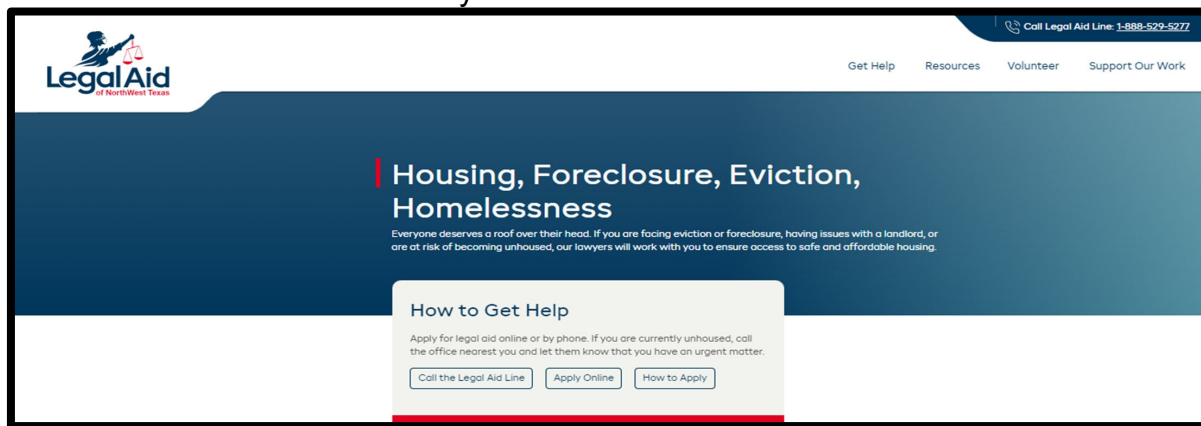 Call Legal Aid Line: 1-888-529-5277
Legal Aid
of NorthWest Texas
Get Help Resources Volunteer Support Our Work
Housing, Foreclosure, Eviction,
Homelessness
Everyone deserves a roof over their head. If you are facing eviction or foreclosure, having issues with a landlord, or
are at risk of becoming unhoused, our lawyers will work with you to ensure access to safe and affordable housing.
How to Get Help
Apply for legal aid online or by phone. If you are currently unhoused, call
the office nearest you and let them know that you have an urgent matter.
Call the Legal Aid Line Apply Online How to Apply